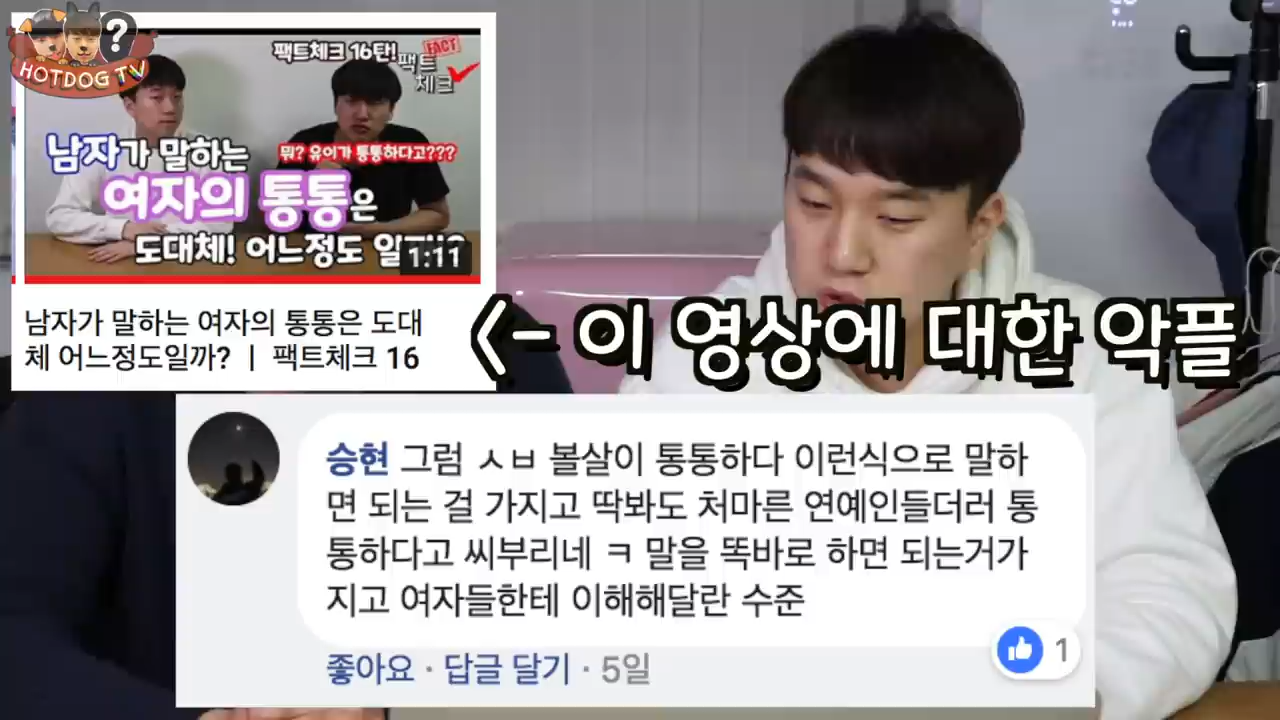 ?
HOTDOG TV
팩트체크 16탄!
FACT
팩트
체크
남자가 말하는
뭐? 유이가 통통하다고???
여자의 통통은
도대체! 어느정도
1:11
남자가 말하는 여자의 통통은 도대
체 어느정도일까? | 팩트체크 16
<- 이 영상에 대한 악플
승현 그럼 ㅅㅂ 볼살이 통통하다 이런식으로 말하
면 되는 걸 가지고 딱봐도 처마른 연예인들더러 통
통하다고 씨부리네 ㅋ 말을 똑바로 하면 되는거가
지고 여자들한테 이해해달란 수준
좋아요 · 답글 달기 · 5일
1